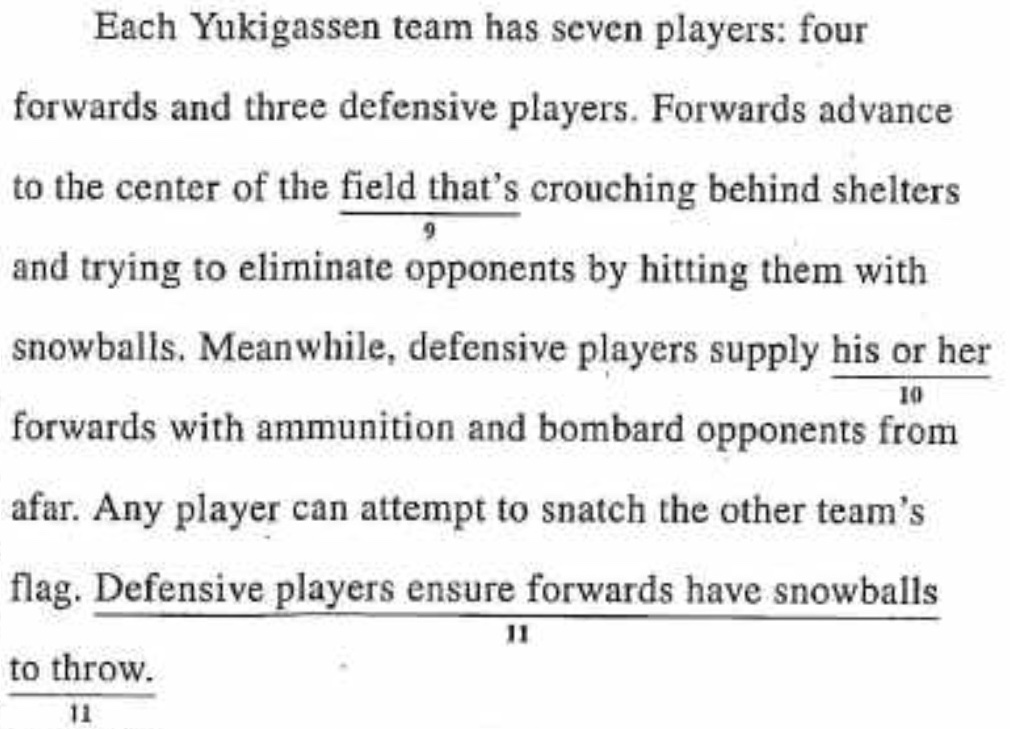 Each Yukigassen team has seven players: four
forwards and three defensive players. Forwards advance
to the center of the field that's crouching behind shelters
9
and trying to eliminate opponents by hitting them with
snowballs. Meanwhile, defensive players supply his or her
10
forwards with ammunition and bombard opponents from
afar. Any player can attempt to snatch the other team's
flag. Defensive players ensure forwards have snowballs
11
to throw.
11